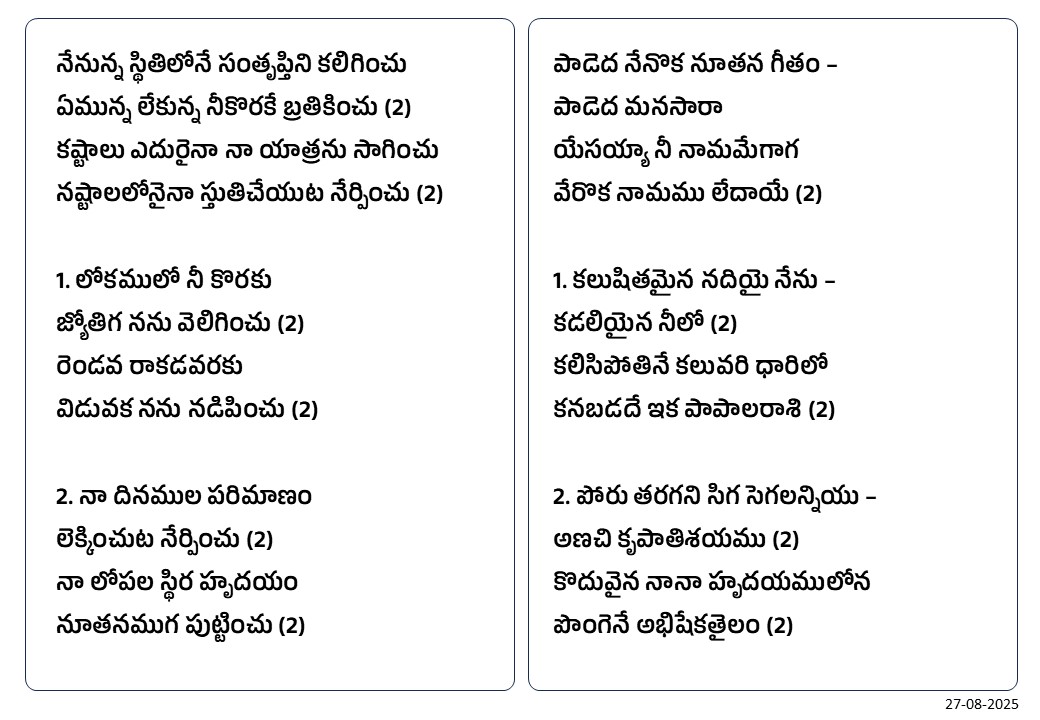 నేనున్న స్థితిలోనే సంతృప్తిని కలిగించు
ఏమున్న లేకున్న నీకొరకే బ్రతికించు (2)
కష్టాలు ఎదురైనా నా యాత్రను సాగించు
నష్టాలలోనైనా స్తుతిచేయుట నేర్పించు (2)
1. లోకములో నీ కొరకు
జ్యోతిగ నను వెలిగించు (2)
రెండవ రాకడవరకు
విడువక నను నడిపించు (2)
2. నా దినముల పరిమాణం
లెక్కించుట నేర్పించు (2)
నా లోపల స్థిర హృదయం
నూతనముగ పుట్టించు (2)
పాడెద నేనొక నూతన గీతం –
పాడెద మనసారా
యేసయ్యా నీ నామమేగాగ
వేరొక నామము లేదాయే (2)
1. కలుషితమైన నదియై నేను –
కడలియైన నీలో (2)
కలిసిపోతినే కలువరి ధారిలో
కనబడదే ఇక పాపాలరాశి (2)
2. పోరు తరగని సిగ సెగలన్నియు –
అణచి కృపాతిశయము (2)
కొదువైన నానా హృదయములోన
పొంగెనే అభిషేకతైలం (2)
27-08-2025